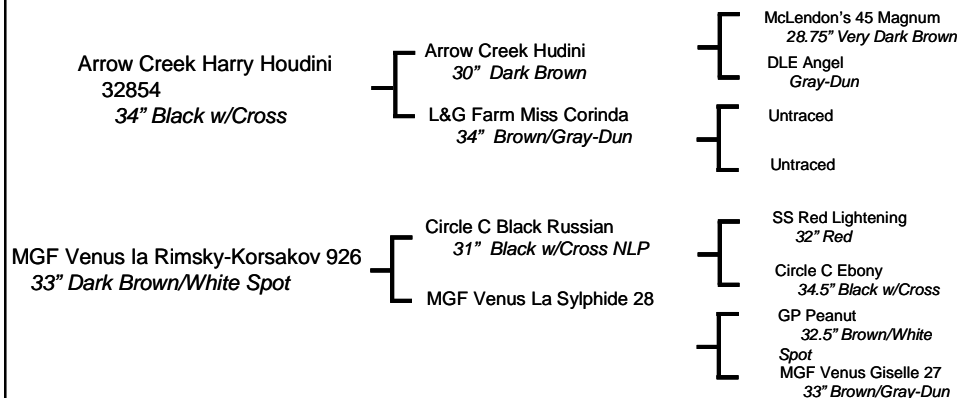 Arrow Creek Harry Houdini
32854
34” Black w/Cross
Arrow Creek Hudini
30”  Dark Brown
L&G Farm Miss Corinda
34”  Brown/Gray-Dun
McLendon’s 45 Magnum
28.75” Very Dark Brown
DLE Angel
Gray-Dun
Untraced
Untraced
MGF Venus la Rimsky-Korsakov 926
33” Dark Brown/White Spot
Circle C Black Russian
31”  Black w/Cross NLP
MGF Venus La Sylphide 28
SS Red Lightening
32” Red
Circle C Ebony
34.5” Black w/Cross
GP Peanut
32.5” Brown/White
Spot
MGF Venus Giselle 27
33” Brown/Gray-Dun